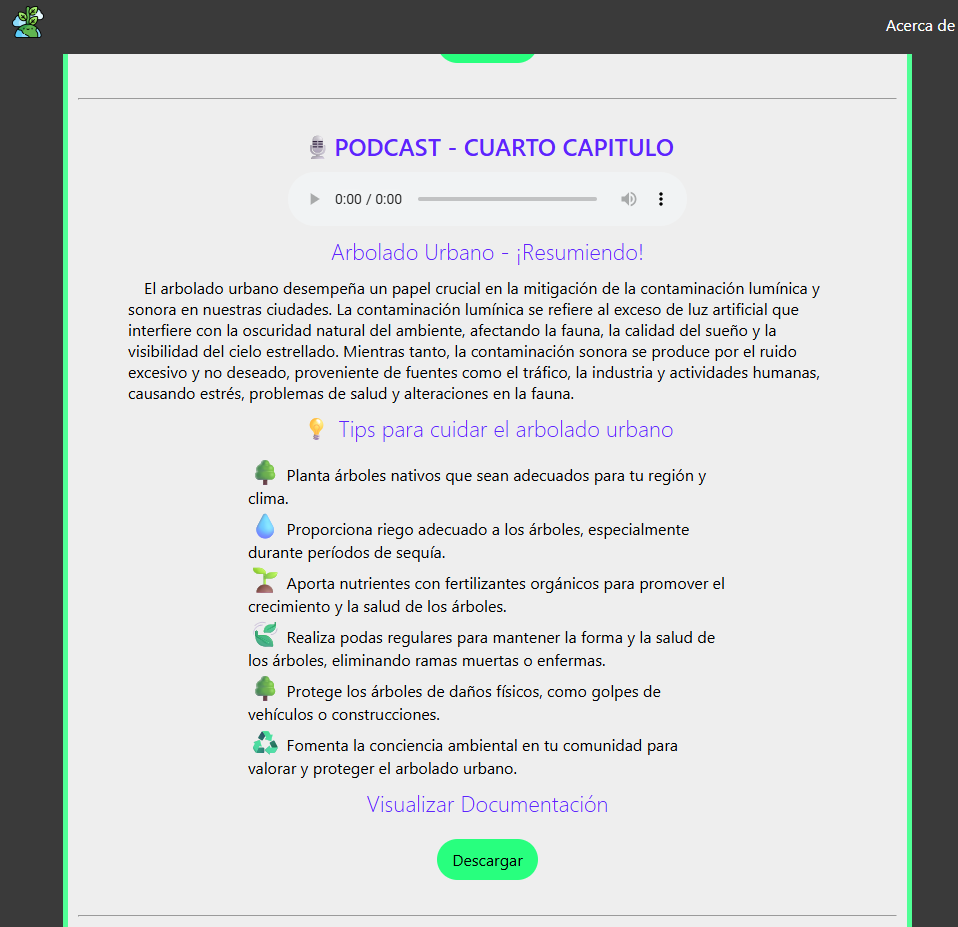 Acerca de
PODCAST - CUARTO CAPITULO
0:00 / 0:00
Arbolado Urbano - ¡Resumiendo!
El arbolado urbano desempeña un papel crucial en la mitigación de la contaminación lumínica y
sonora en nuestras ciudades. La contaminación lumínica se refiere al exceso de luz artificial que
interfiere con la oscuridad natural del ambiente, afectando la fauna, la calidad del sueño y la
visibilidad del cielo estrellado. Mientras tanto, la contaminación sonora se produce por el ruido
excesivo y no deseado, proveniente de fuentes como el tráfico, la industria y actividades humanas,
causando estrés, problemas de salud y alteraciones en la fauna.
Tips para cuidar el arbolado urbano
Planta árboles nativos que sean adecuados para tu región y
clima.
Proporciona riego adecuado a los árboles, especialmente
durante períodos de sequía.
Aporta nutrientes con fertilizantes orgánicos para promover el
crecimiento y la salud de los árboles.
Realiza podas regulares para mantener la forma y la salud de
los árboles, eliminando ramas muertas o enfermas.
Protege los árboles de daños físicos, como golpes de
vehículos o construcciones.
Fomenta la conciencia ambiental en tu comunidad para
valorar y proteger el arbolado urbano.
Visualizar Documentación
Descargar